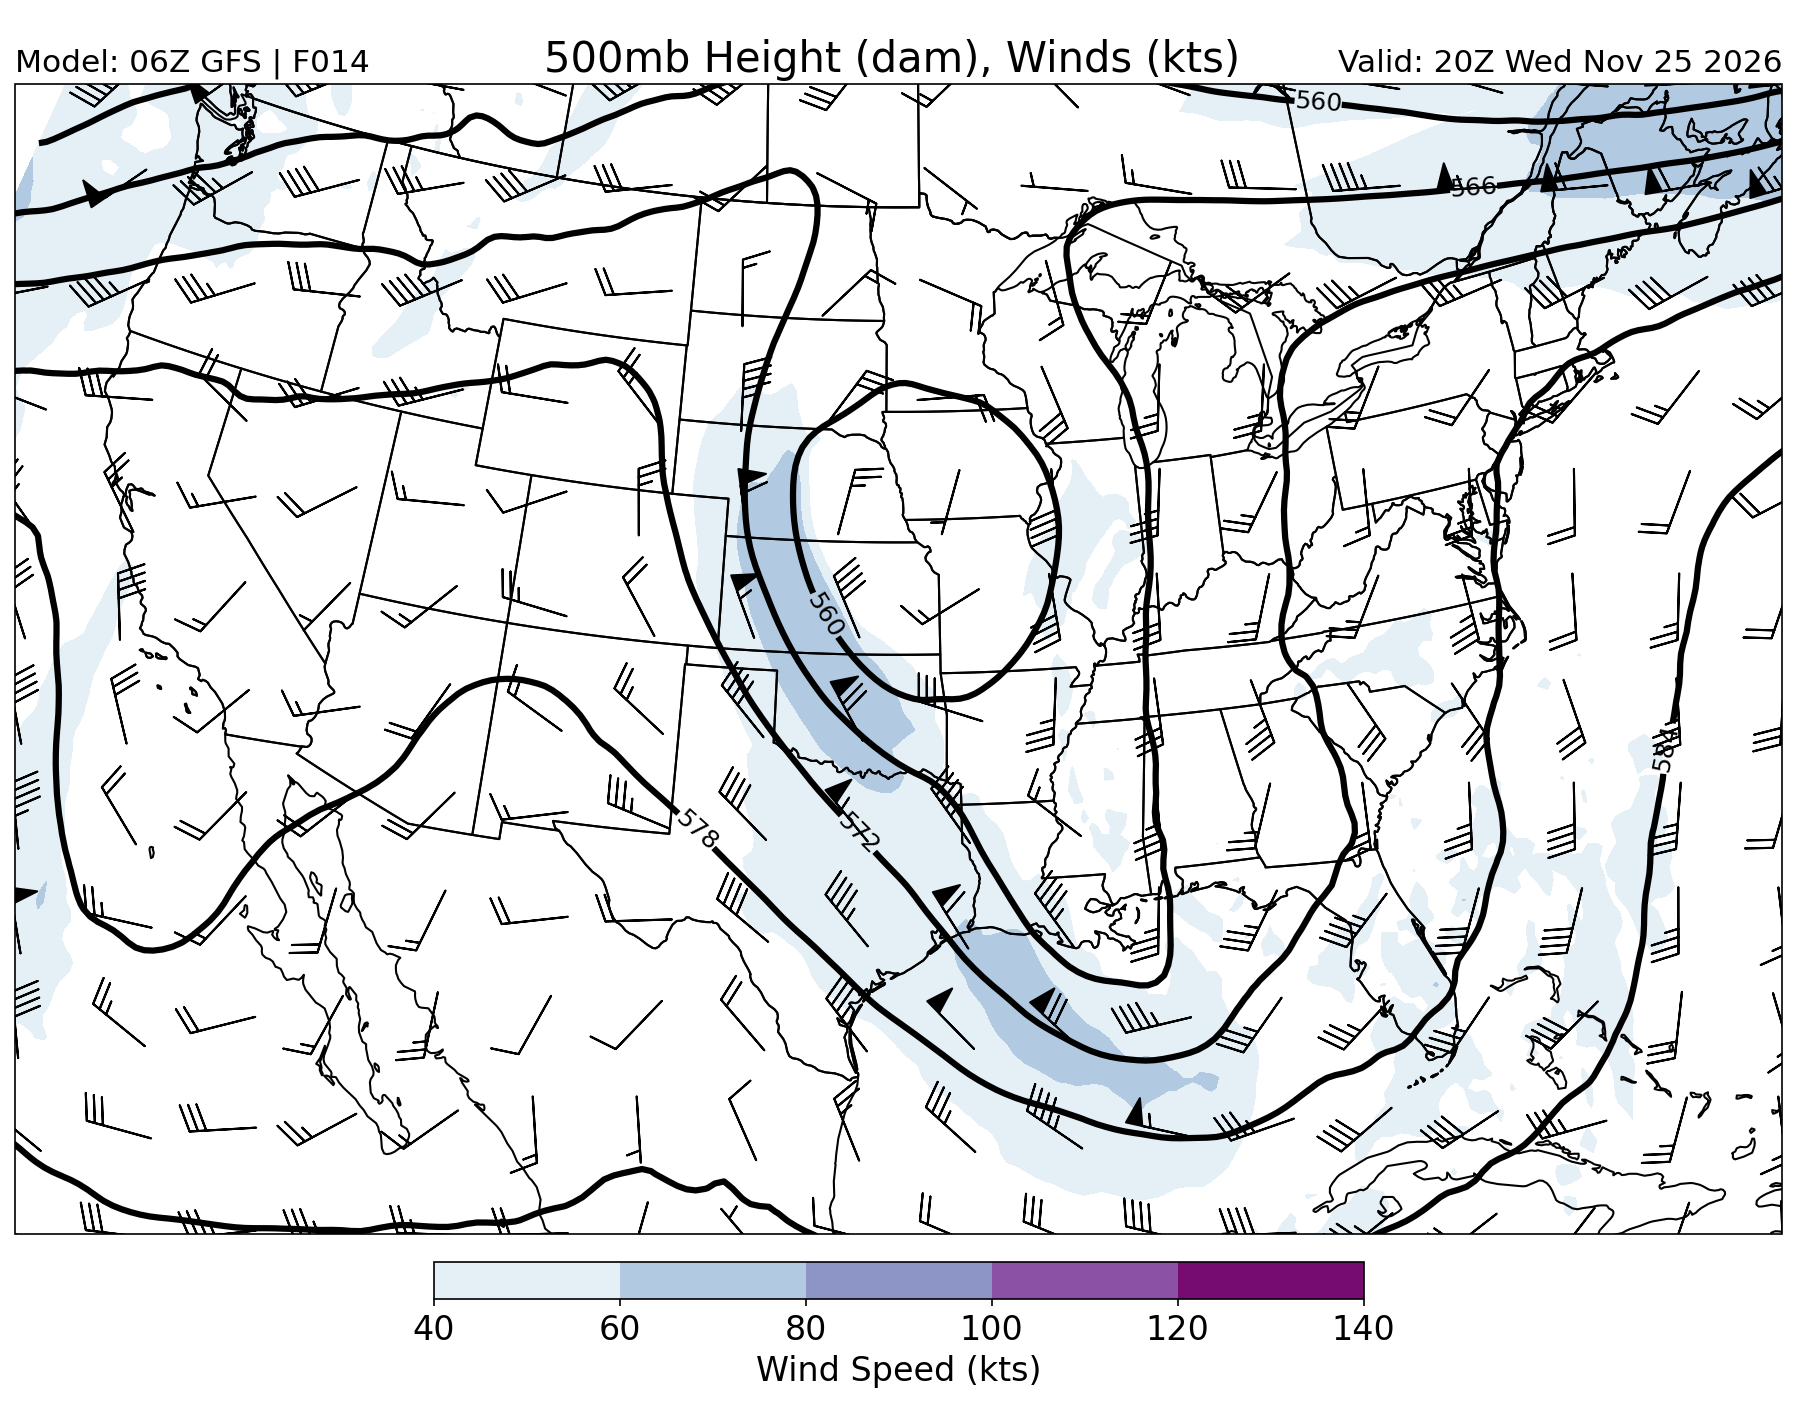 Model: 06Z GFS | F014
500mb Height (dam), Winds (kts)
Valid: 20Z Wed Nov 25 2026
560
566
560
584
578
572
40 60 80 100 120 140
Wind Speed (kts)